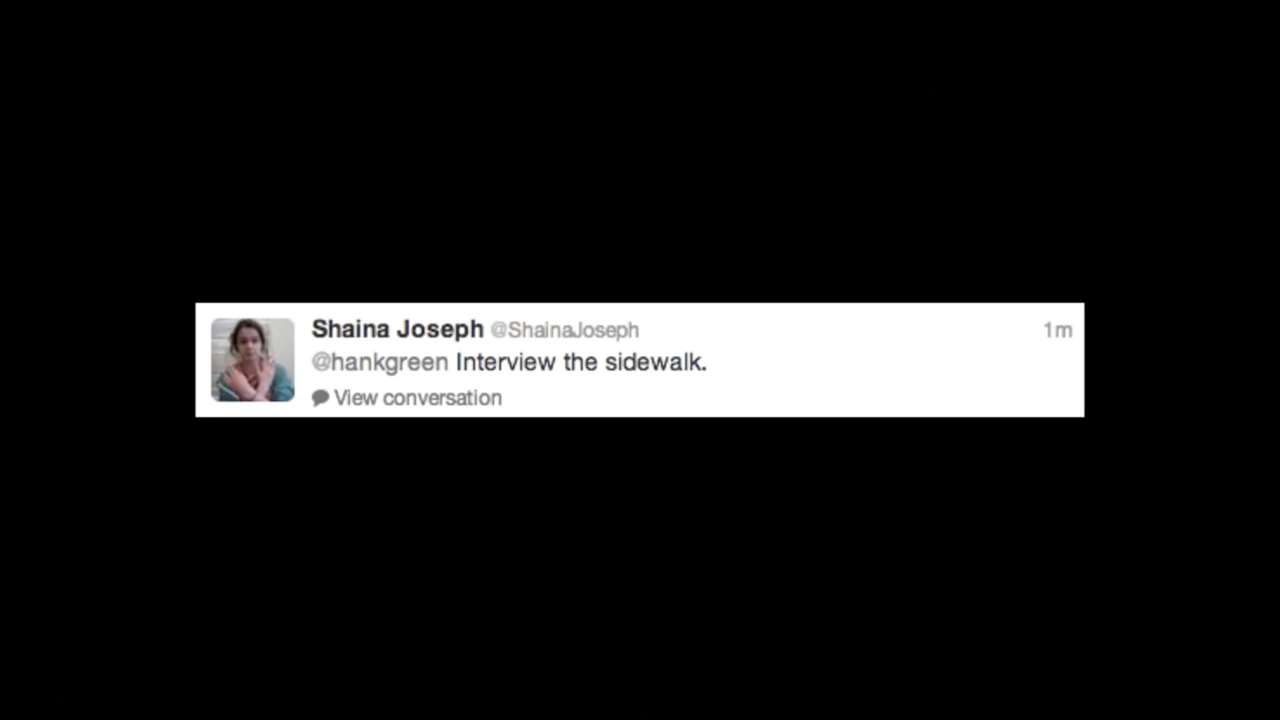 Shaina Joseph @ShainaJoseph 1m
@hankgreen Interview the sidewalk.
View conversation